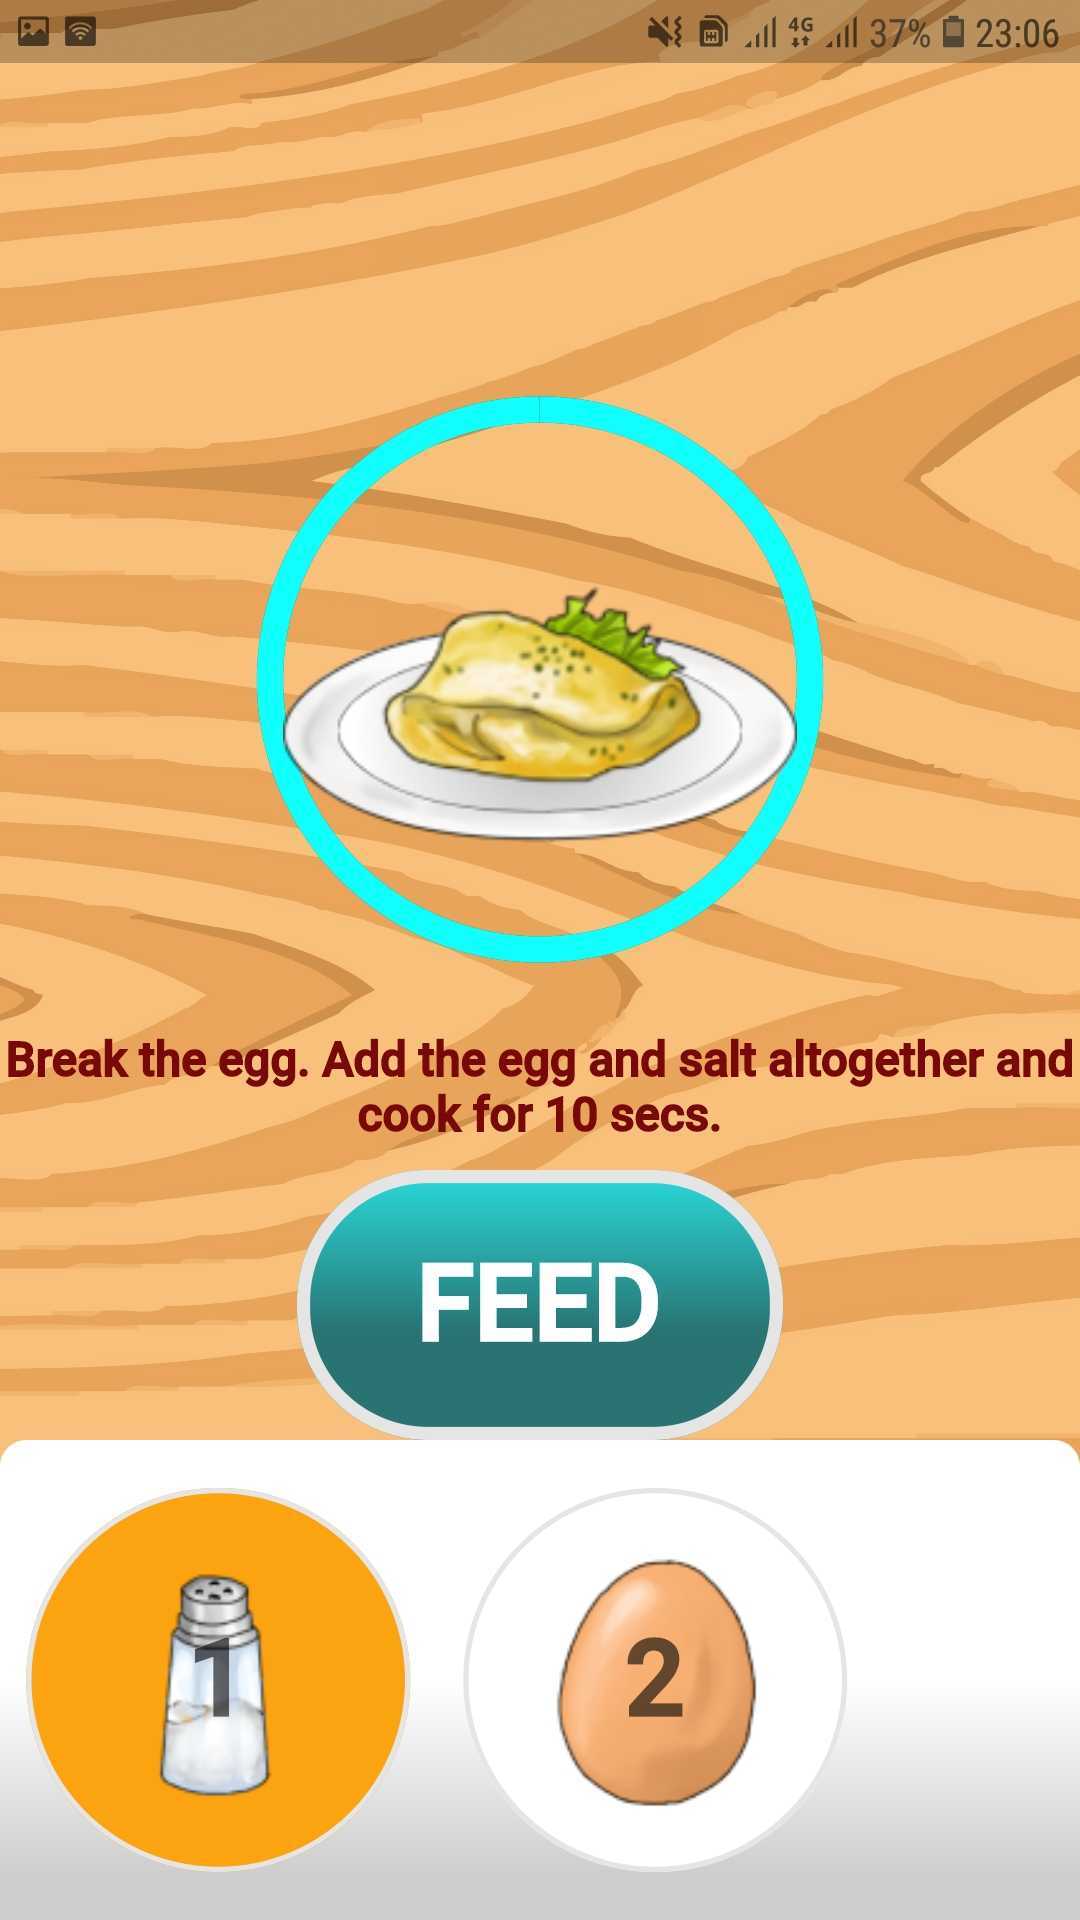 4G 37% 23:06
Break the egg. Add the egg and salt altogether and
cook for 10 secs.
FEED
1 2